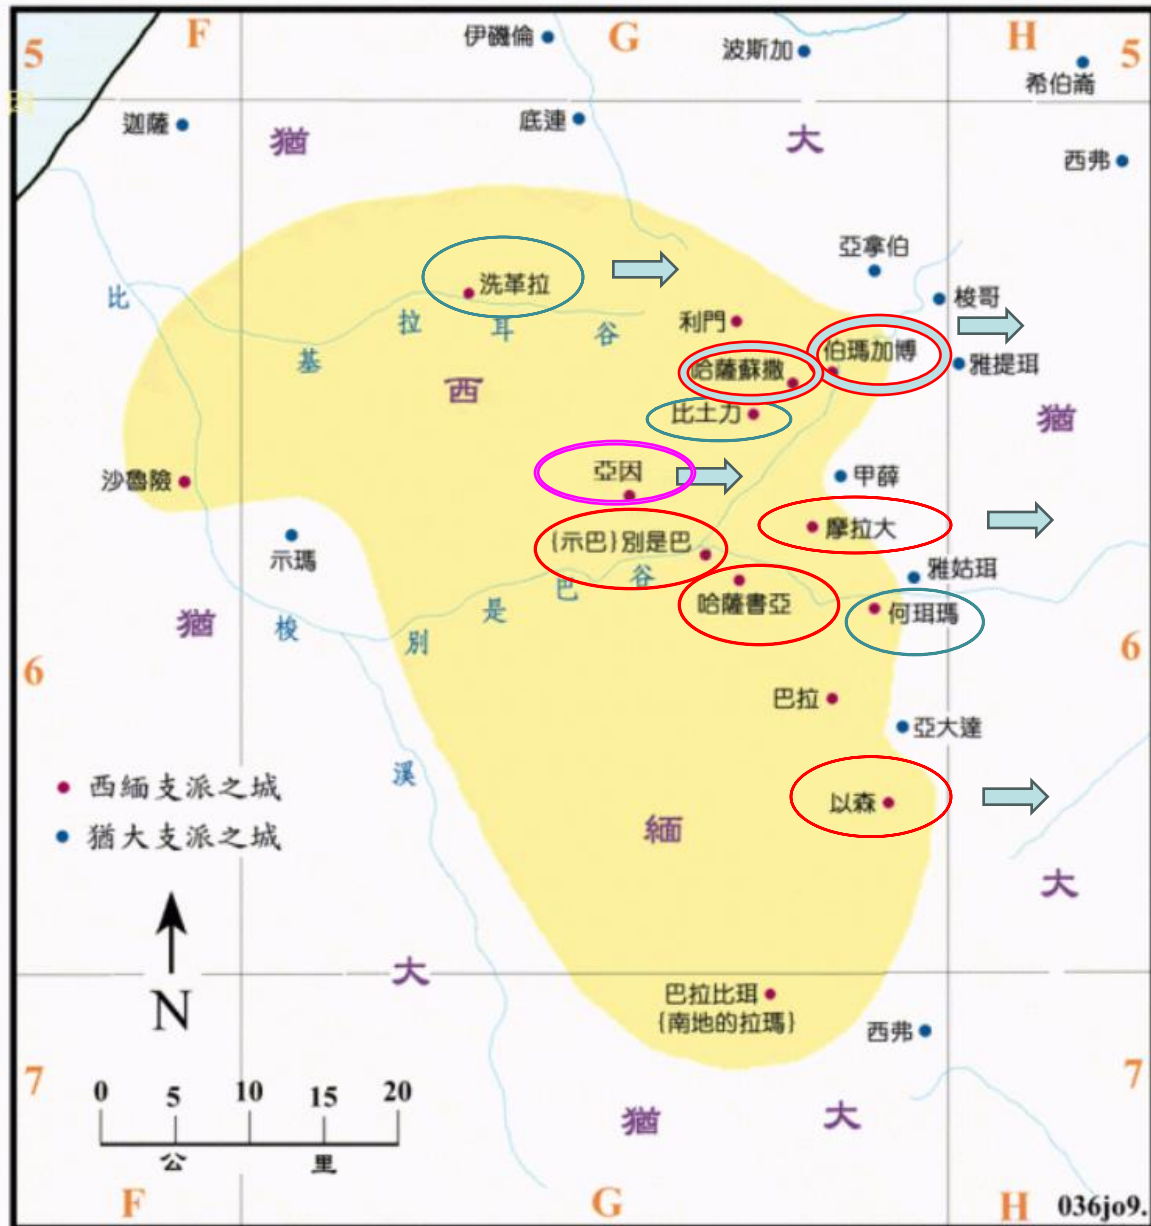 F
G
H
5
5
伊磯倫
波斯加
希伯崙
迦薩
底連
猶
大
西弗
亞拿伯
洗革拉
梭哥
比
拉
耳
谷
利門
伯瑪加博
基
哈薩蘇撒
雅提珥
西
比土力
猶
亞因
沙魯險
甲薛
摩拉大
{示巴}別是巴
示瑪
谷
雅姑珥
巴
哈薩書亞
是
何珥瑪
猶
梭
別
6
6
巴拉
亞大達
溪
西緬支派之城
以森
緬
猶大支派之城
大
大
N
巴拉比珥
{南地的拉瑪}
西弗
7
7
0 5 10 15 20
公 里
猶
大
F
G
H
036jo9.